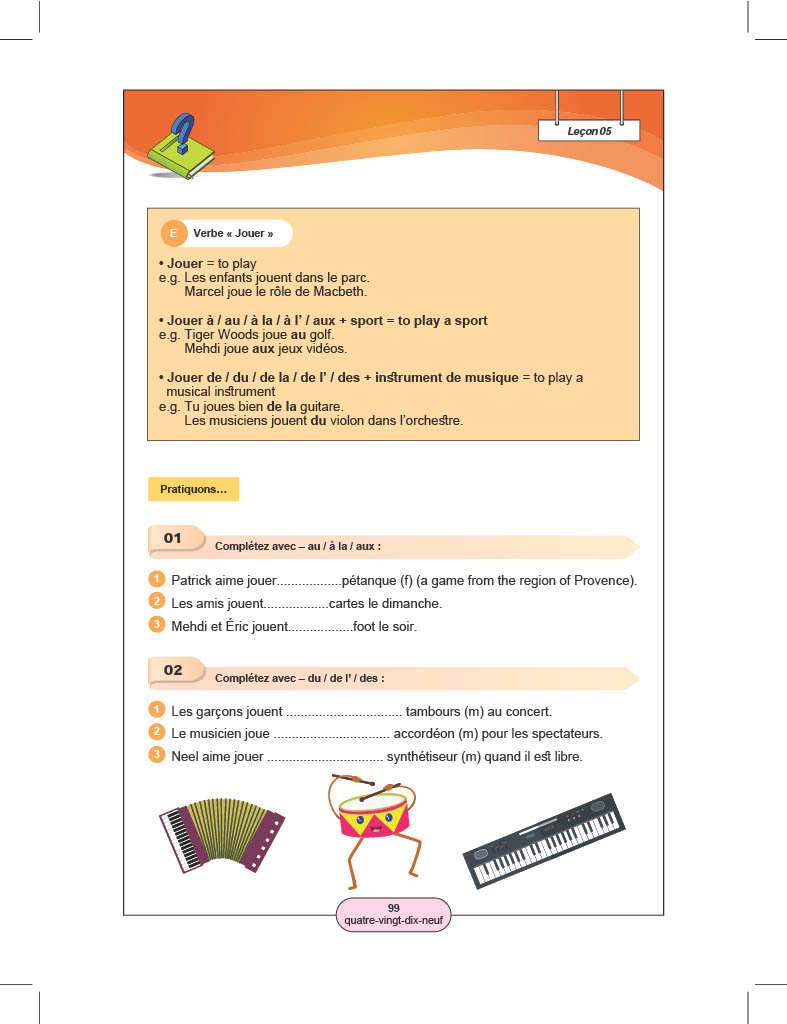 Leçon 05
E Verbe « Jouer »
• Jouer = to play
e.g. Les enfants jouent dans le parc.
Marcel joue le rôle de Macbeth.
• Jouer à / au / à la / à l’ / aux + sport = to play a sport
e.g. Tiger Woods joue au golf.
Mehdi joue aux jeux vidéos.
• Jouer de / du / de la / de l’ / des + instrument de musique = to play a
musical instrument
e.g. Tu joues bien de la guitare.
Les musiciens jouent du violon dans l’orchestre.
Pratiquons…
01 Complétez avec – au / à la / aux :
1 Patrick aime jouer..................pétanque (f) (a game from the region of Provence).
2 Les amis jouent..................cartes le dimanche.
3 Mehdi et Éric jouent..................foot le soir.
02 Complétez avec – du / de l’ / des :
1 Les garçons jouent ................................ tambours (m) au concert.
2 Le musicien joue ................................ accordéon (m) pour les spectateurs.
3 Neel aime jouer ................................ synthétiseur (m) quand il est libre.
99
quatre-vingt-dix-neuf